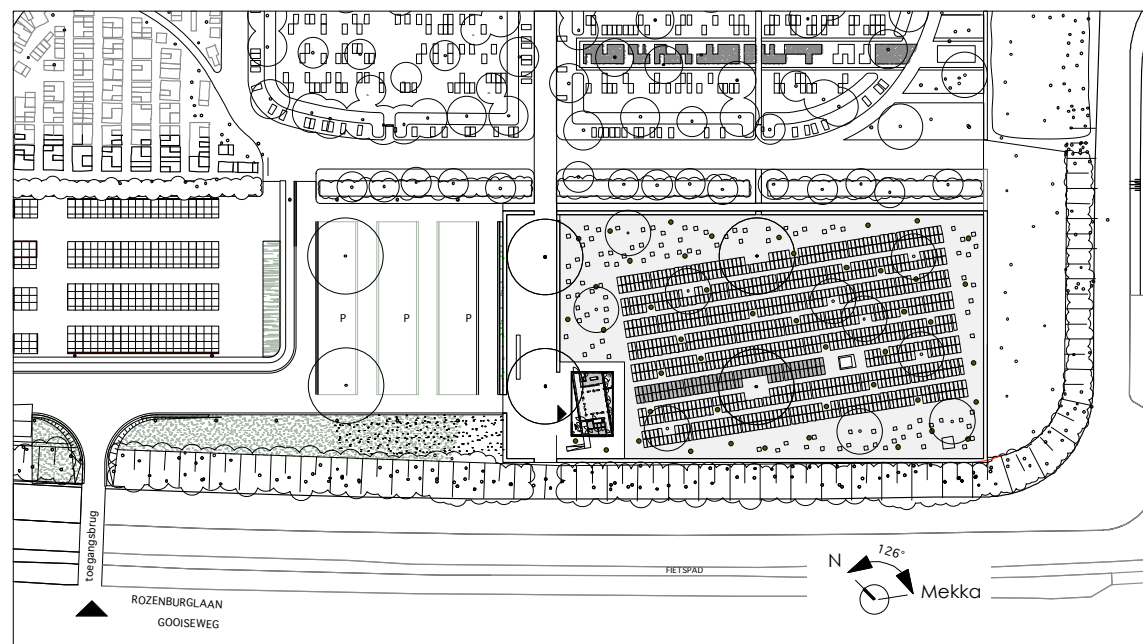 P P P
toegangsbrug
ROZENBURGLAAN
GOOISEWEG
FIETSPAD
N 126°
Mekka